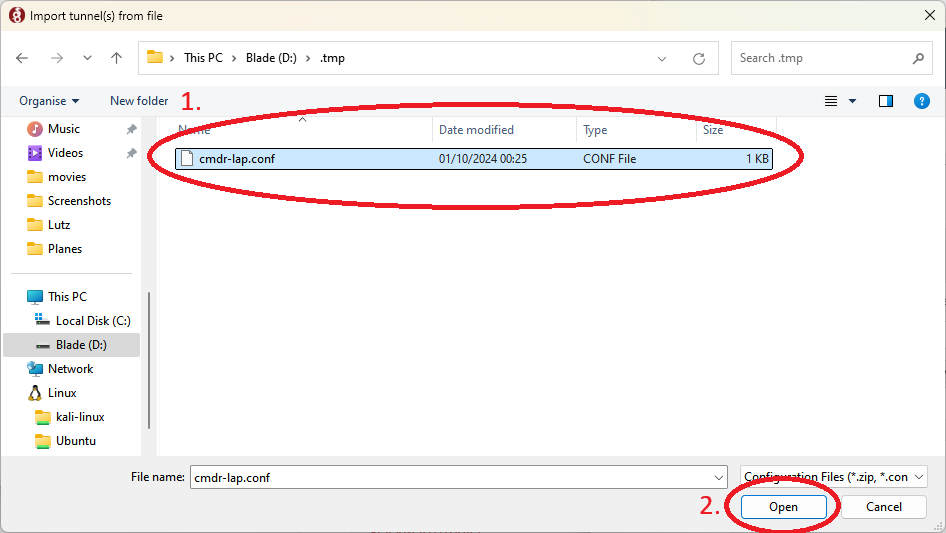 Import tunnel(s) from file
This PC
Blade (D:)
.tmp
Search .tmp
Organise
New folder
1.
Name
Date modified
Type
Size
cmdr-lap.conf
01/10/2024 00:25
CONF File
1 KB
Music
Videos
movies
Screenshots
Lutz
Planes
This PC
Local Disk (C:)
Blade (D:)
Network
Linux
kali-linux
Ubuntu
File name:
cmdr-lap.conf
Configuration Files (*.zip, *.con
2.
Open
Cancel